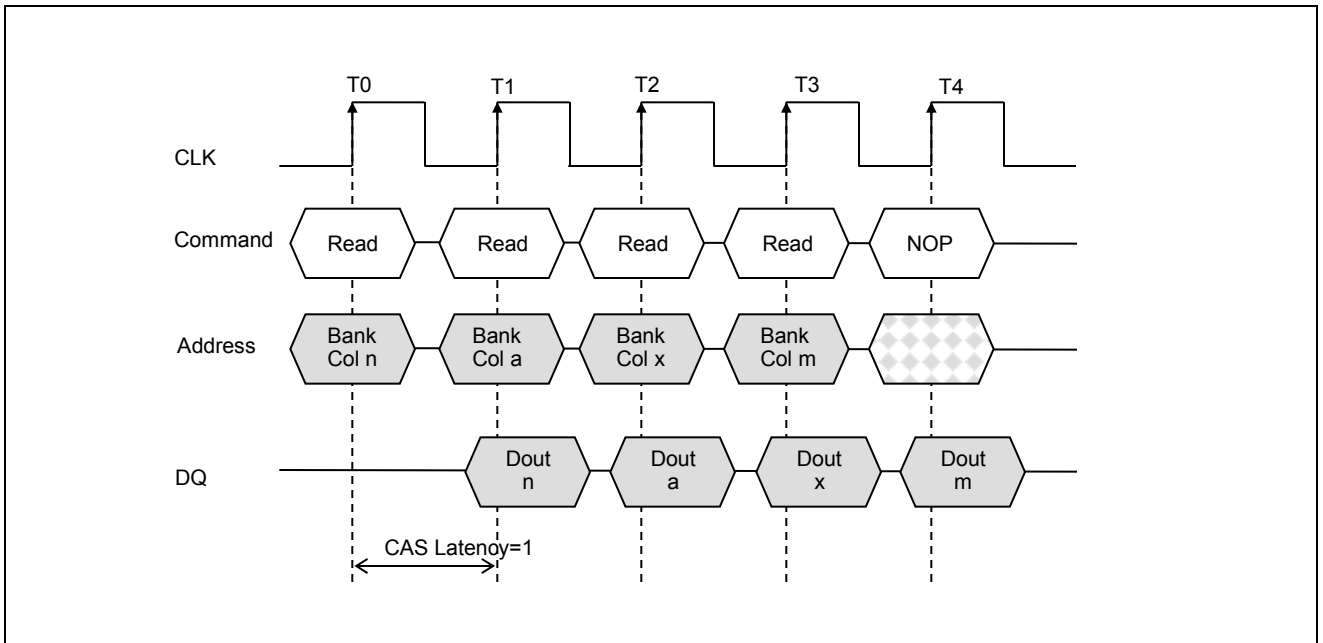 T0 T1 T2 T3 T4
CLK
Command Read Read Read Read NOP
Address
Bank
Col n
Bank
Col a
Bank
Col x
Bank
Col m
DQ
Dout
n
Dout
a
Dout
x
Dout
m
CAS Latency=1